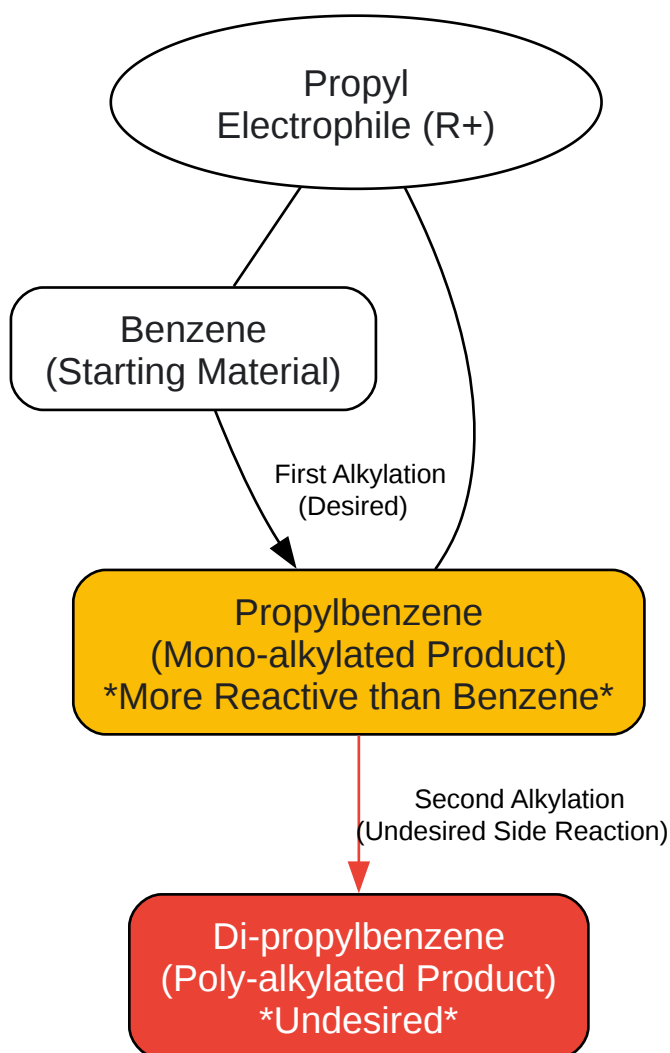 Propyl
Electrophile (R+)
Benzene
(Starting Material)
First Alkylation
(Desired)
Propylbenzene
(Mono-alkylated Product)
*More Reactive than Benzene*
Second Alkylation
(Undesired Side Reaction)
Di-propylbenzene
(Poly-alkylated Product)
*Undesired*